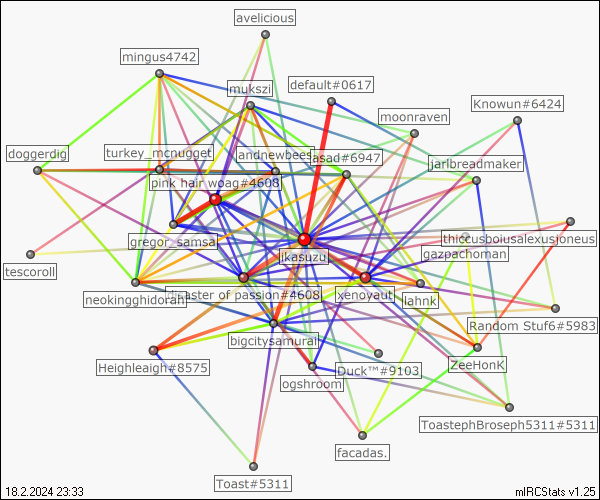 avelicious
mingus4742
mukszi
default#0617
moonraven
Knowun#6424
doggerdig
turkey_mcnugget
andnewbees
asad#6947
jarlbreadmaker
pink hair woag#4608
gregor_samsa
jkasuzu
thiccusboiusalexusjoneus
gazpachoman
tescoroll
neokingghidorah
master of passion#4608
xenoyaut
lahnk
Random Stuf6#5983
bigcitysamurai
Heighleaigh#8575
ogshroom
Duck™#9103
ZeeHonK
ToastephBroseph5311#5311
facadas.
Toast#5311
18.2.2024 23:33
mIRCStats v1.25